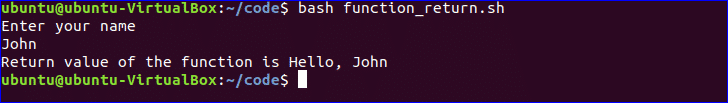 ubuntu@ubuntu-VirtualBox:~/code$ bash function_return.sh
Enter your name
John
Return value of the function is Hello, John
ubuntu@ubuntu-VirtualBox:~/code$